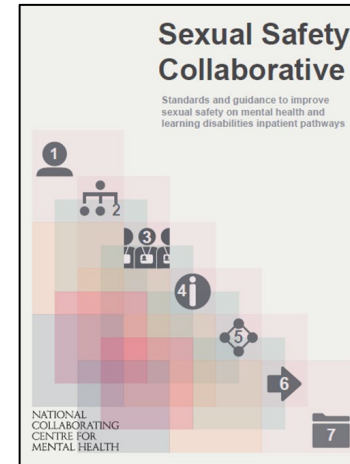 Sexual Safety
Collaborative
Standards and guidance to improve
sexual safety on mental health and
learning disabilities inpatient pathways
1
2
3
4
5
6
7
NATIONAL
COLLABORATING
CENTRE FOR
MENTAL HEALTH